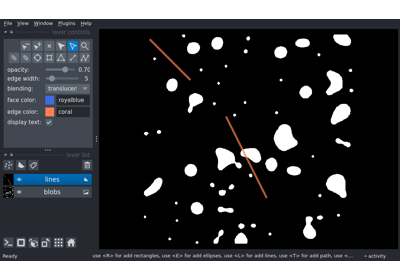 File View Window Plugins Help
layer controls
opacity: 0.70
edge width: 5
blending: translucen
face color: royalblue
edge color: coral
display text:
layer list
lines
blobs
Ready
use <R> for add rectangles, use <E> for add ellipses, use <L> for add lines, use <T> for add path, use <...
activity